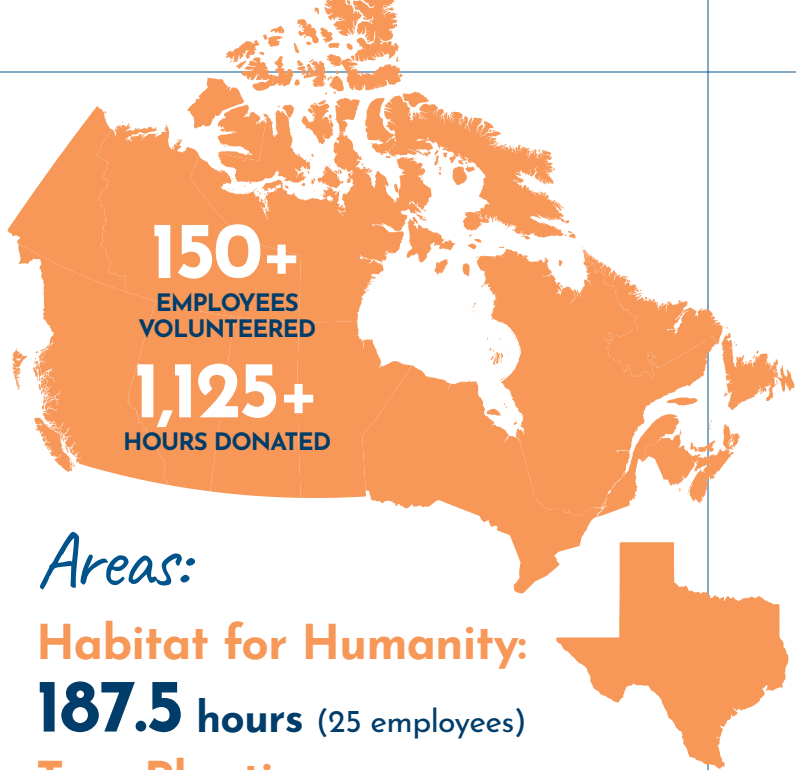 150+
EMPLOYEES
VOLUNTEERED
1,125+
HOURS DONATED
Areas:
Habitat for Humanity:
187.5 hours (25 employees)